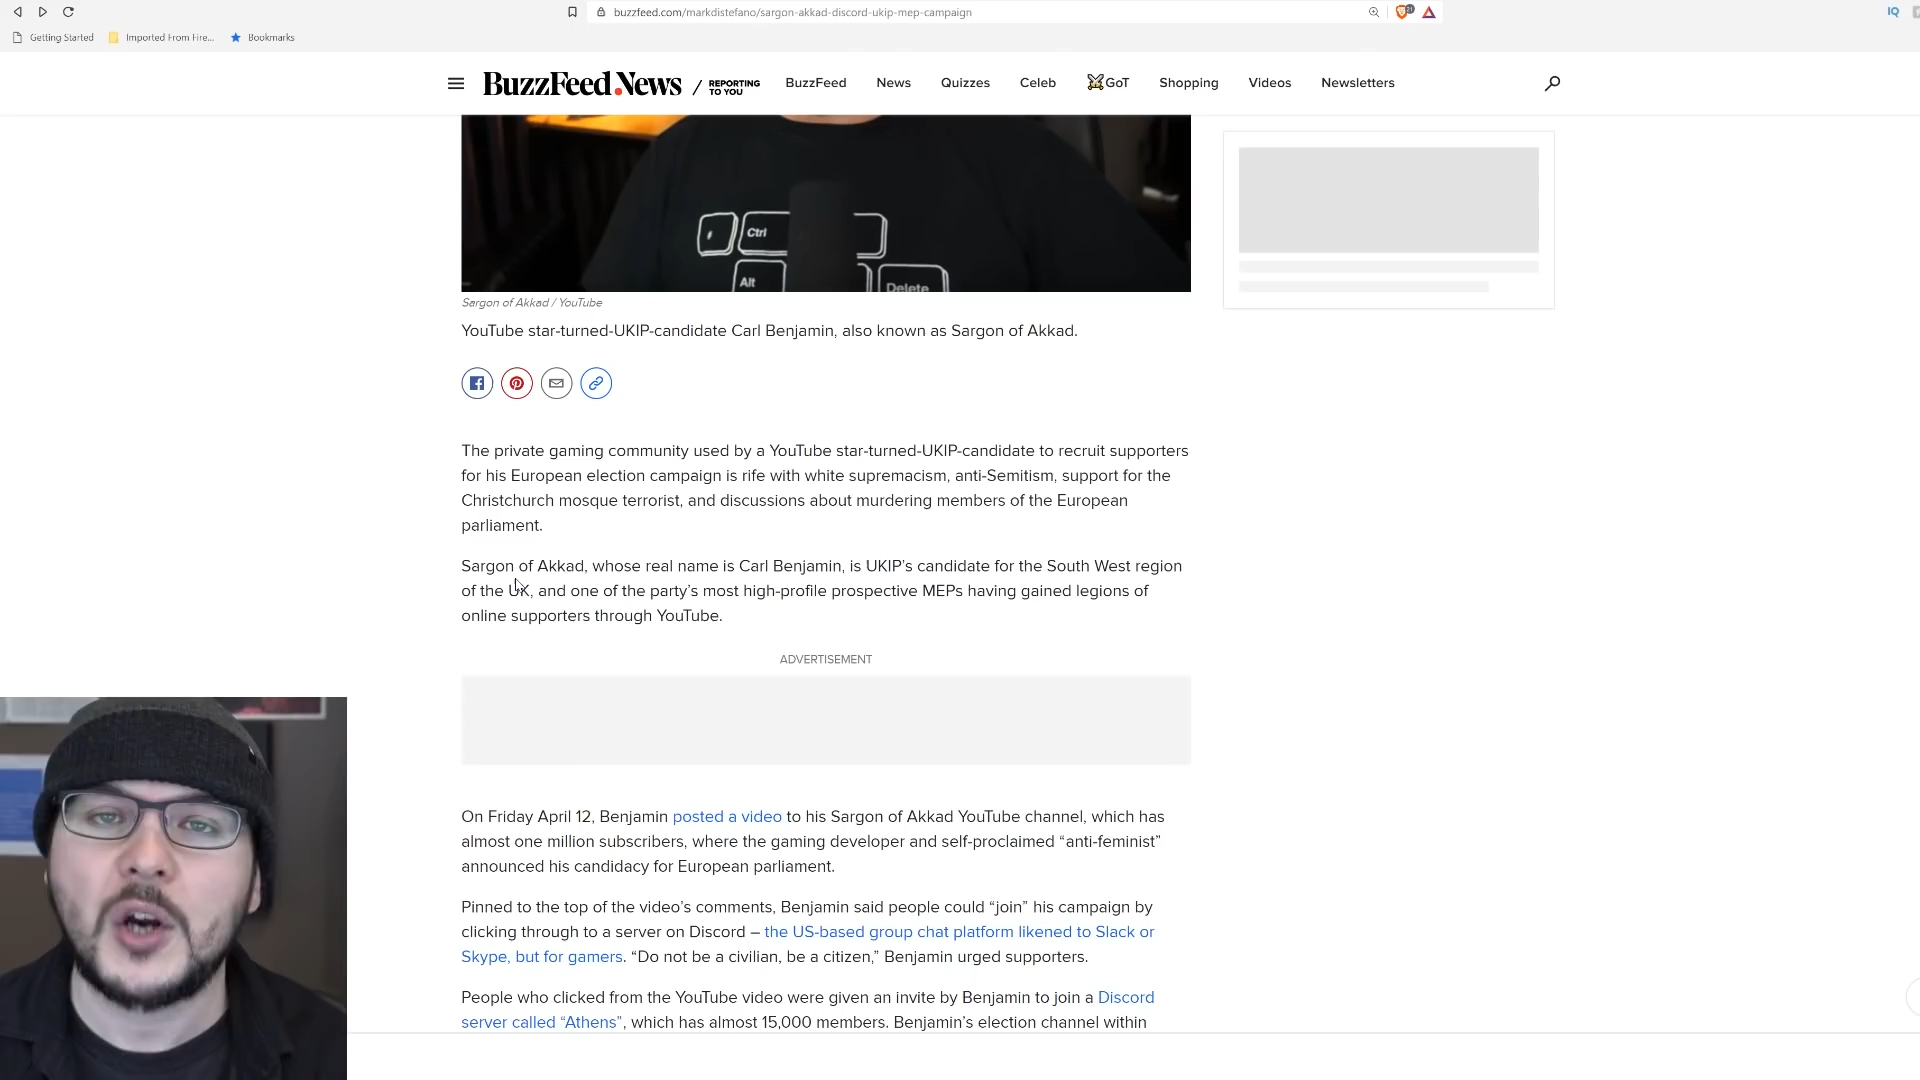 buzzfeed.com/markdistefano/sargon-akkad-discord-ukip-mep-campaign
IQ
Getting Started
Imported From Fire...
Bookmarks
BuzzFeed News / REPORTING TO YOU
BuzzFeed
News
Quizzes
Celeb
GoT
Shopping
Videos
Newsletters
Ctrl
Alt
Delete
Sargon of Akkad / YouTube
YouTube star-turned-UKIP-candidate Carl Benjamin, also known as Sargon of Akkad.
The private gaming community used by a YouTube star-turned-UKIP-candidate to recruit supporters
for his European election campaign is rife with white supremacism, anti-Semitism, support for the
Christchurch mosque terrorist, and discussions about murdering members of the European
parliament.
Sargon of Akkad, whose real name is Carl Benjamin, is UKIP's candidate for the South West region
of the UK, and one of the party's most high-profile prospective MEPs having gained legions of
online supporters through YouTube.
ADVERTISEMENT
On Friday April 12, Benjamin posted a video to his Sargon of Akkad YouTube channel, which has
almost one million subscribers, where the gaming developer and self-proclaimed “anti-feminist”
announced his candidacy for European parliament.
Pinned to the top of the video's comments, Benjamin said people could “join” his campaign by
clicking through to a server on Discord – the US-based group chat platform likened to Slack or
Skype, but for gamers. “Do not be a civilian, be a citizen,” Benjamin urged supporters.
People who clicked from the YouTube video were given an invite by Benjamin to join a Discord
server called “Athens”, which has almost 15,000 members. Benjamin's election channel within